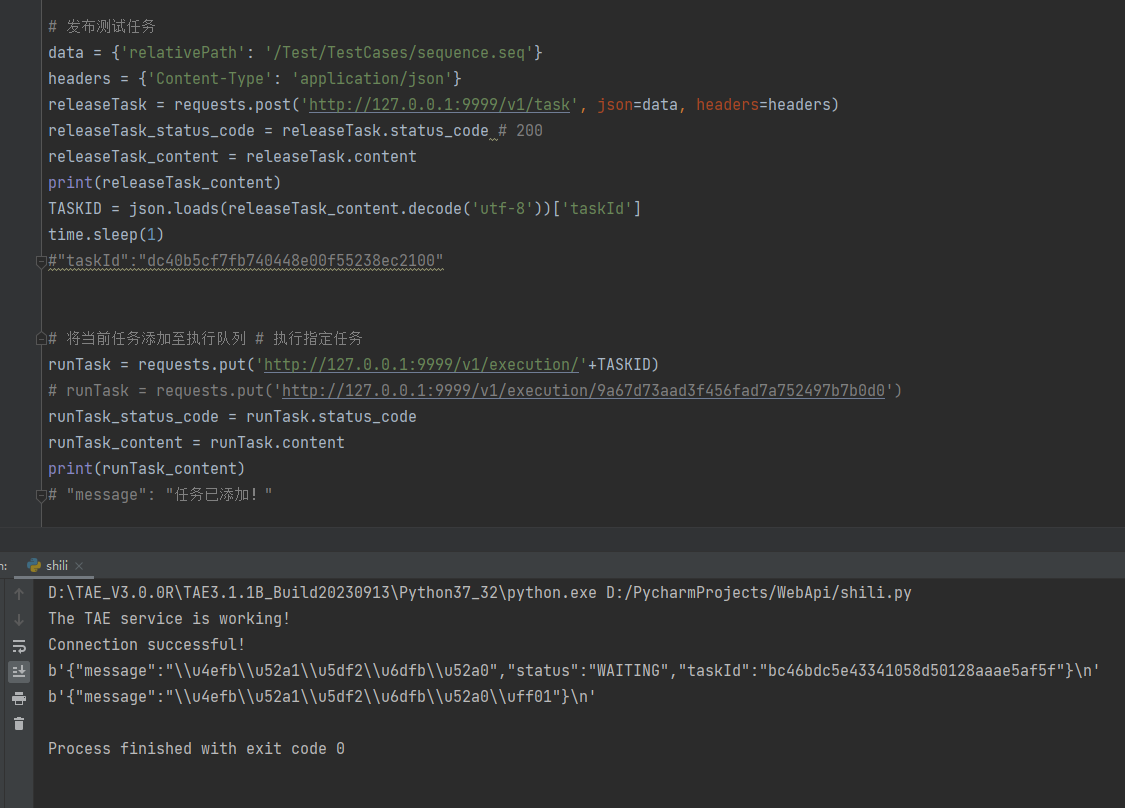 # 发布测试任务
data = {'relativePath': '/Test/TestCases/sequence.seq'}
headers = {'Content-Type': 'application/json'}
releaseTask = requests.post('http://127.0.0.1:9999/v1/task', json=data, headers=headers)
releaseTask_status_code = releaseTask.status_code # 200
releaseTask_content = releaseTask.content
print(releaseTask_content)
TASKID = json.loads(releaseTask_content.decode('utf-8'))['taskId']
time.sleep(1)
#"taskId":"dc40b5cf7fb740448e00f55238ec2100"
# 将当前任务添加至执行队列 # 执行指定任务
runTask = requests.put('http://127.0.0.1:9999/v1/execution/'+TASKID)
# runTask = requests.put('http://127.0.0.1:9999/v1/execution/9a67d73aad3f456fad7a752497b7b0d0')
runTask_status_code = runTask.status_code
runTask_content = runTask.content
print(runTask_content)
# "message": "任务已添加！"
n: shili
D:\TAE_V3.0.0R\TAE3.1.1B_Build20230913\Python37_32\python.exe D:/PycharmProjects/WebApi/shili.py
The TAE service is working!
Connection successful!
b'{"message":"\\u4efb\\u52a1\\u5df2\\u6dfb\\u52a0","status":"WAITING","taskId":"bc46bdc5e43341058d50128aaae5af5f"}\n'
b'{"message":"\\u4efb\\u52a1\\u5df2\\u6dfb\\u52a0\\uff01"}\n'
Process finished with exit code 0